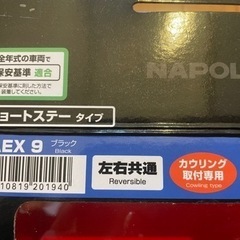 全年式の車両で
保安基準 適合
NAPOL
ョートステー タイプ
EX 9 ブラック
Black
左右共通
Reversible
カウリング
取付専用
Cowling type
10819 201940